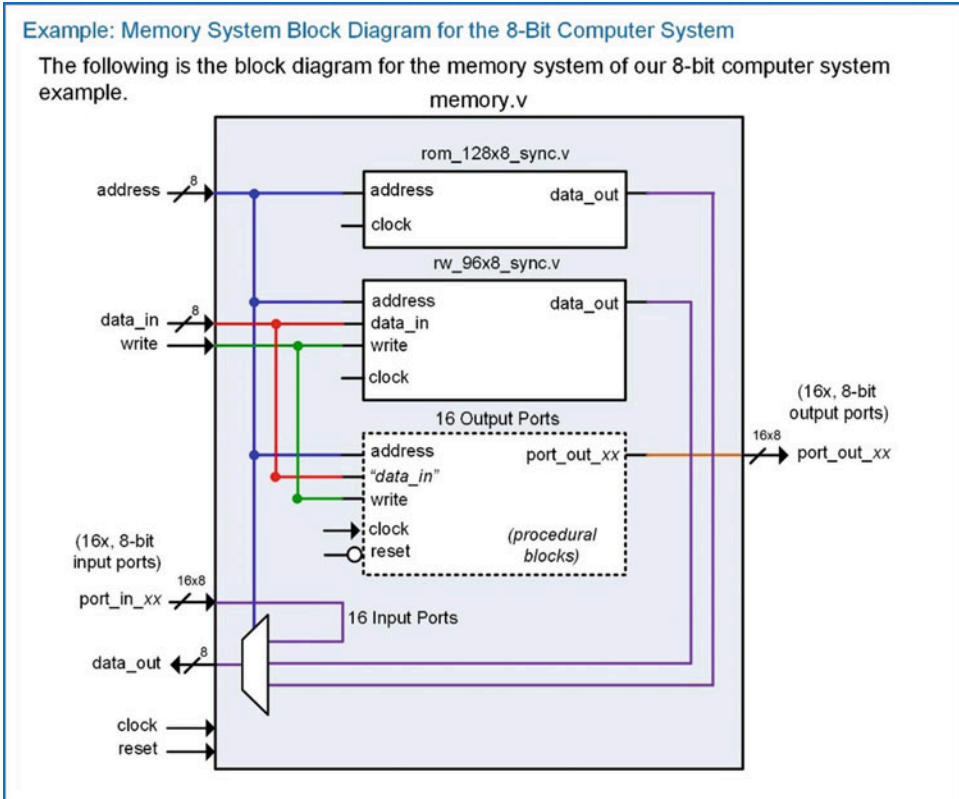 Example: Memory System Block Diagram for the 8-Bit Computer System
The following is the block diagram for the memory system of our 8-bit computer system
example.
memory.v
rom_128x8_sync.v
address
8
address
data_out
clock
rw_96x8_sync.v
address
data_out
data_in
8
data_in
write
write
clock
16 Output Ports
(16x, 8-bit
output ports)
address
port_out_xx
16x8
port_out_xx
"data_in"
write
clock
reset
(procedural
blocks)
(16x, 8-bit
input ports)
16x8
port_in_xx
16 Input Ports
data_out
8
clock
reset